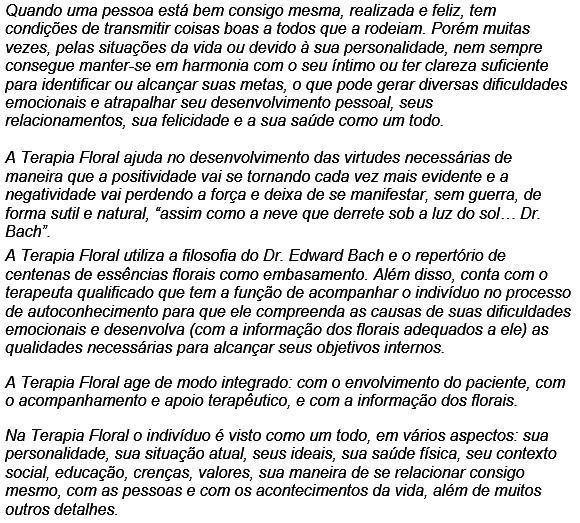 Quando uma pessoa está bem consigo mesma, realizada e feliz, tem
condições de transmitir coisas boas a todos que a rodeiam. Porém muitas
vezes, pelas situações da vida ou devido à sua personalidade, nem sempre
consegue manter-se em harmonia com o seu íntimo ou ter clareza suficiente
para identificar ou alcançar suas metas, o que pode gerar diversas dificuldades
emocionais e atrapalhar seu desenvolvimento pessoal, seus
relacionamentos, sua felicidade e a sua saúde como um todo.
A Terapia Floral ajuda no desenvolvimento das virtudes necessárias de
maneira que a positividade vai se tornando cada vez mais evidente e a
negatividade vai perdendo a força e deixa de se manifestar, sem guerra, de
forma sutil e natural, “assim como a neve que derrete sob a luz do sol… Dr.
Bach”.
A Terapia Floral utiliza a filosofia do Dr. Edward Bach e o repertório de
centenas de essências florais como embasamento. Além disso, conta com o
terapeuta qualificado que tem a função de acompanhar o indivíduo no processo
de autoconhecimento para que ele compreenda as causas de suas dificuldades
emocionais e desenvolva (com a informação dos florais adequados a ele) as
qualidades necessárias para alcançar seus objetivos internos.
A Terapia Floral age de modo integrado: com o envolvimento do paciente, com
o acompanhamento e apoio terapêutico, e com a informação dos florais.
Na Terapia Floral o indivíduo é visto como um todo, em vários aspectos: sua
personalidade, sua situação atual, seus ideais, sua saúde física, seu contexto
social, educação, crenças, valores, sua maneira de se relacionar consigo
mesmo, com as pessoas e com os acontecimentos da vida, além de muitos
outros detalhes.